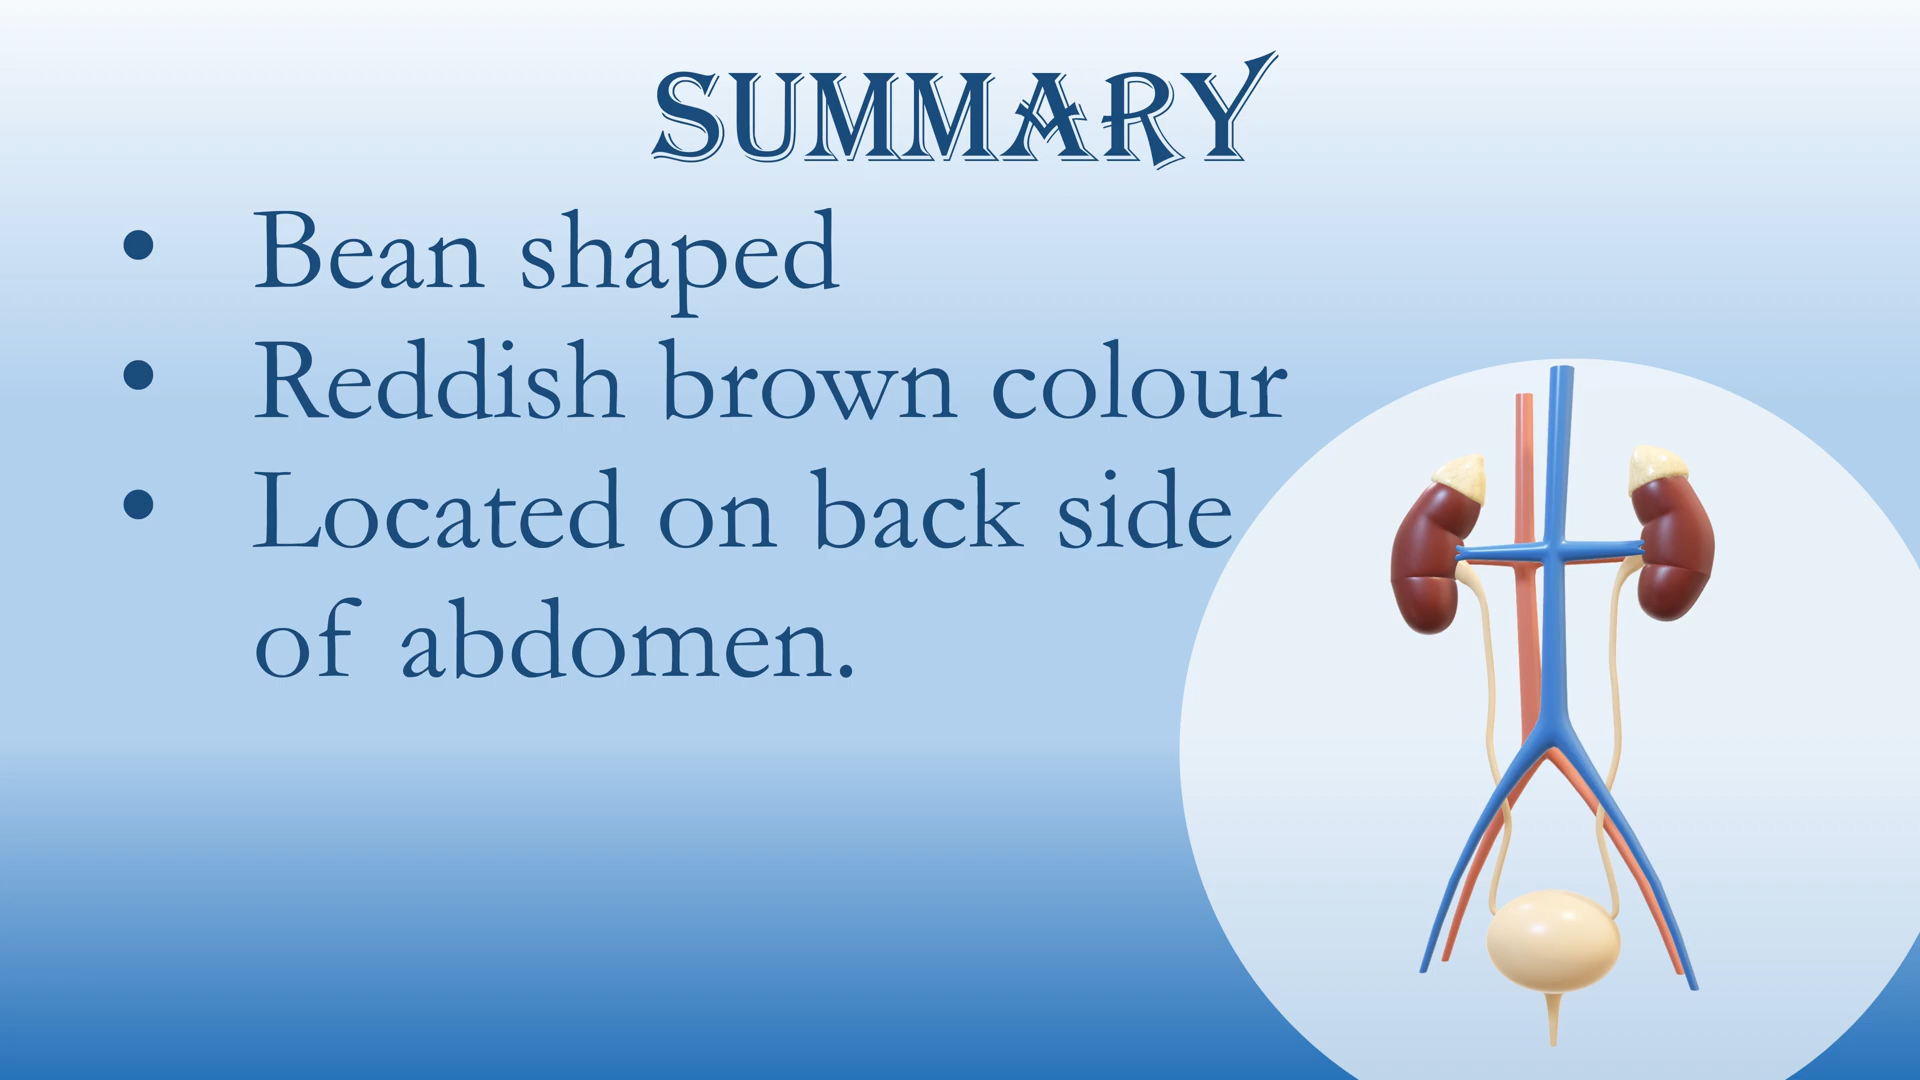 SUMMARY
• Bean shaped
• Reddish brown colour
• Located on back side
of abdomen.